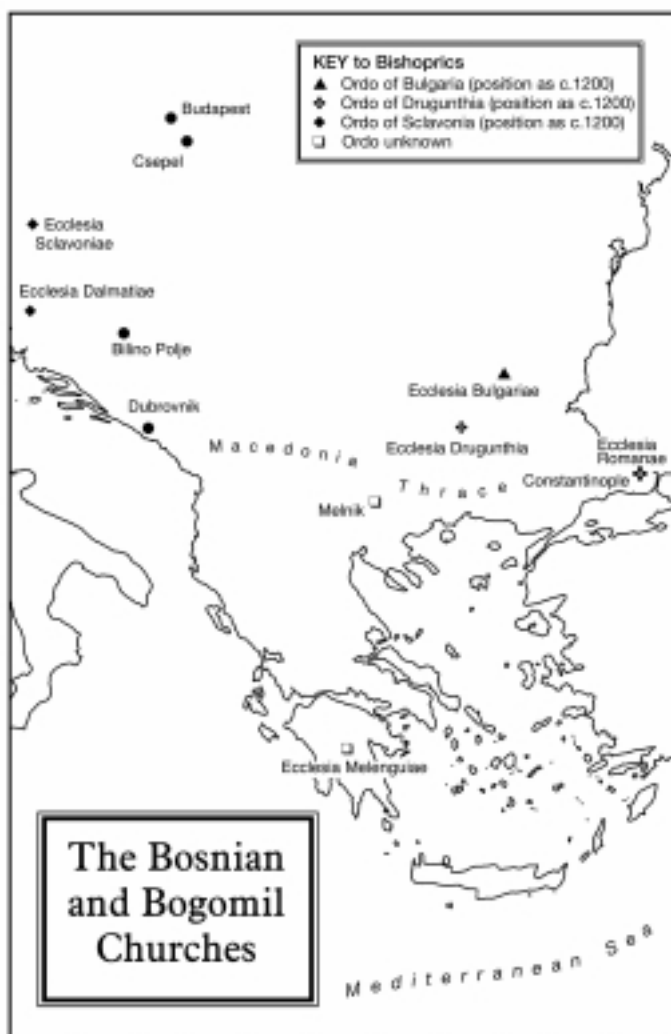 KEY to Bishoprics
Ordo of Bulgaria (position as c.1200)
Ordo of Drugunthia (position as c.1200)
Ordo of Sclavonia (position as c.1200)
Ordo unknown
Budapest
Csepel
Ecclesia
Sclavoniae
Ecclesia Dalmatiae
Bilino Polje
Ecclesia Bulgariae
Dubrovnik
Macedonia
Ecclesia Drugunthia
Ecclesia
Romanae
Constantinople
Thrace
Melnik
Ecclesia Melenguiae
The Bosnian
and Bogomil
Churches
Mediterranean Sea